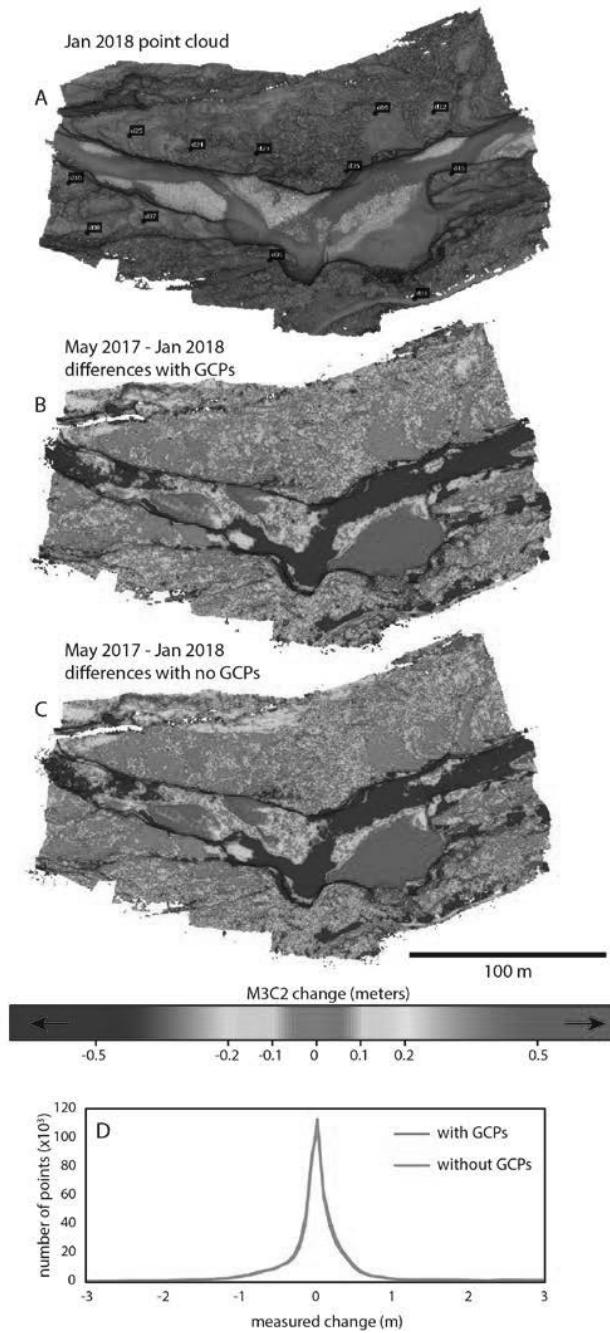 Jan 2018 point cloud
A
May 2017 - Jan 2018
differences with GCPs
B
May 2017 - Jan 2018
differences with no GCPs
C
100 m
M3C2 change (meters)
-0.5 -0.2 -0.1 0 0.1 0.2 0.5
D
with GCPs
without GCPs
number of points (x10³)
120
100
80
60
40
20
0
-3 -2 -1 0 1 2 3
measured change (m)